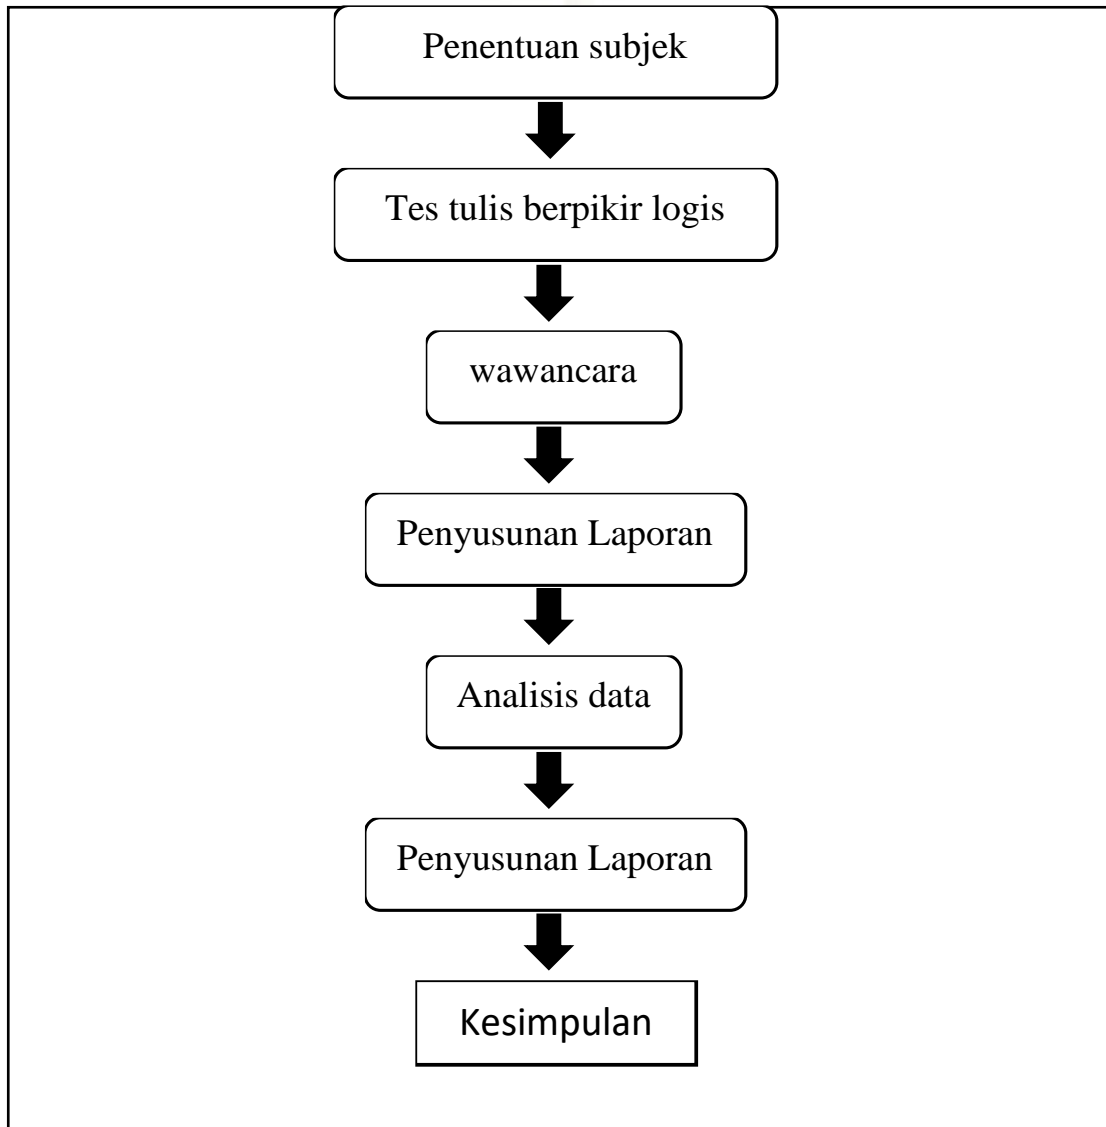 Penentuan subjek
Tes tulis berpikir logis
wawancara
Penyusunan Laporan
Analisis data
Penyusunan Laporan
Kesimpulan